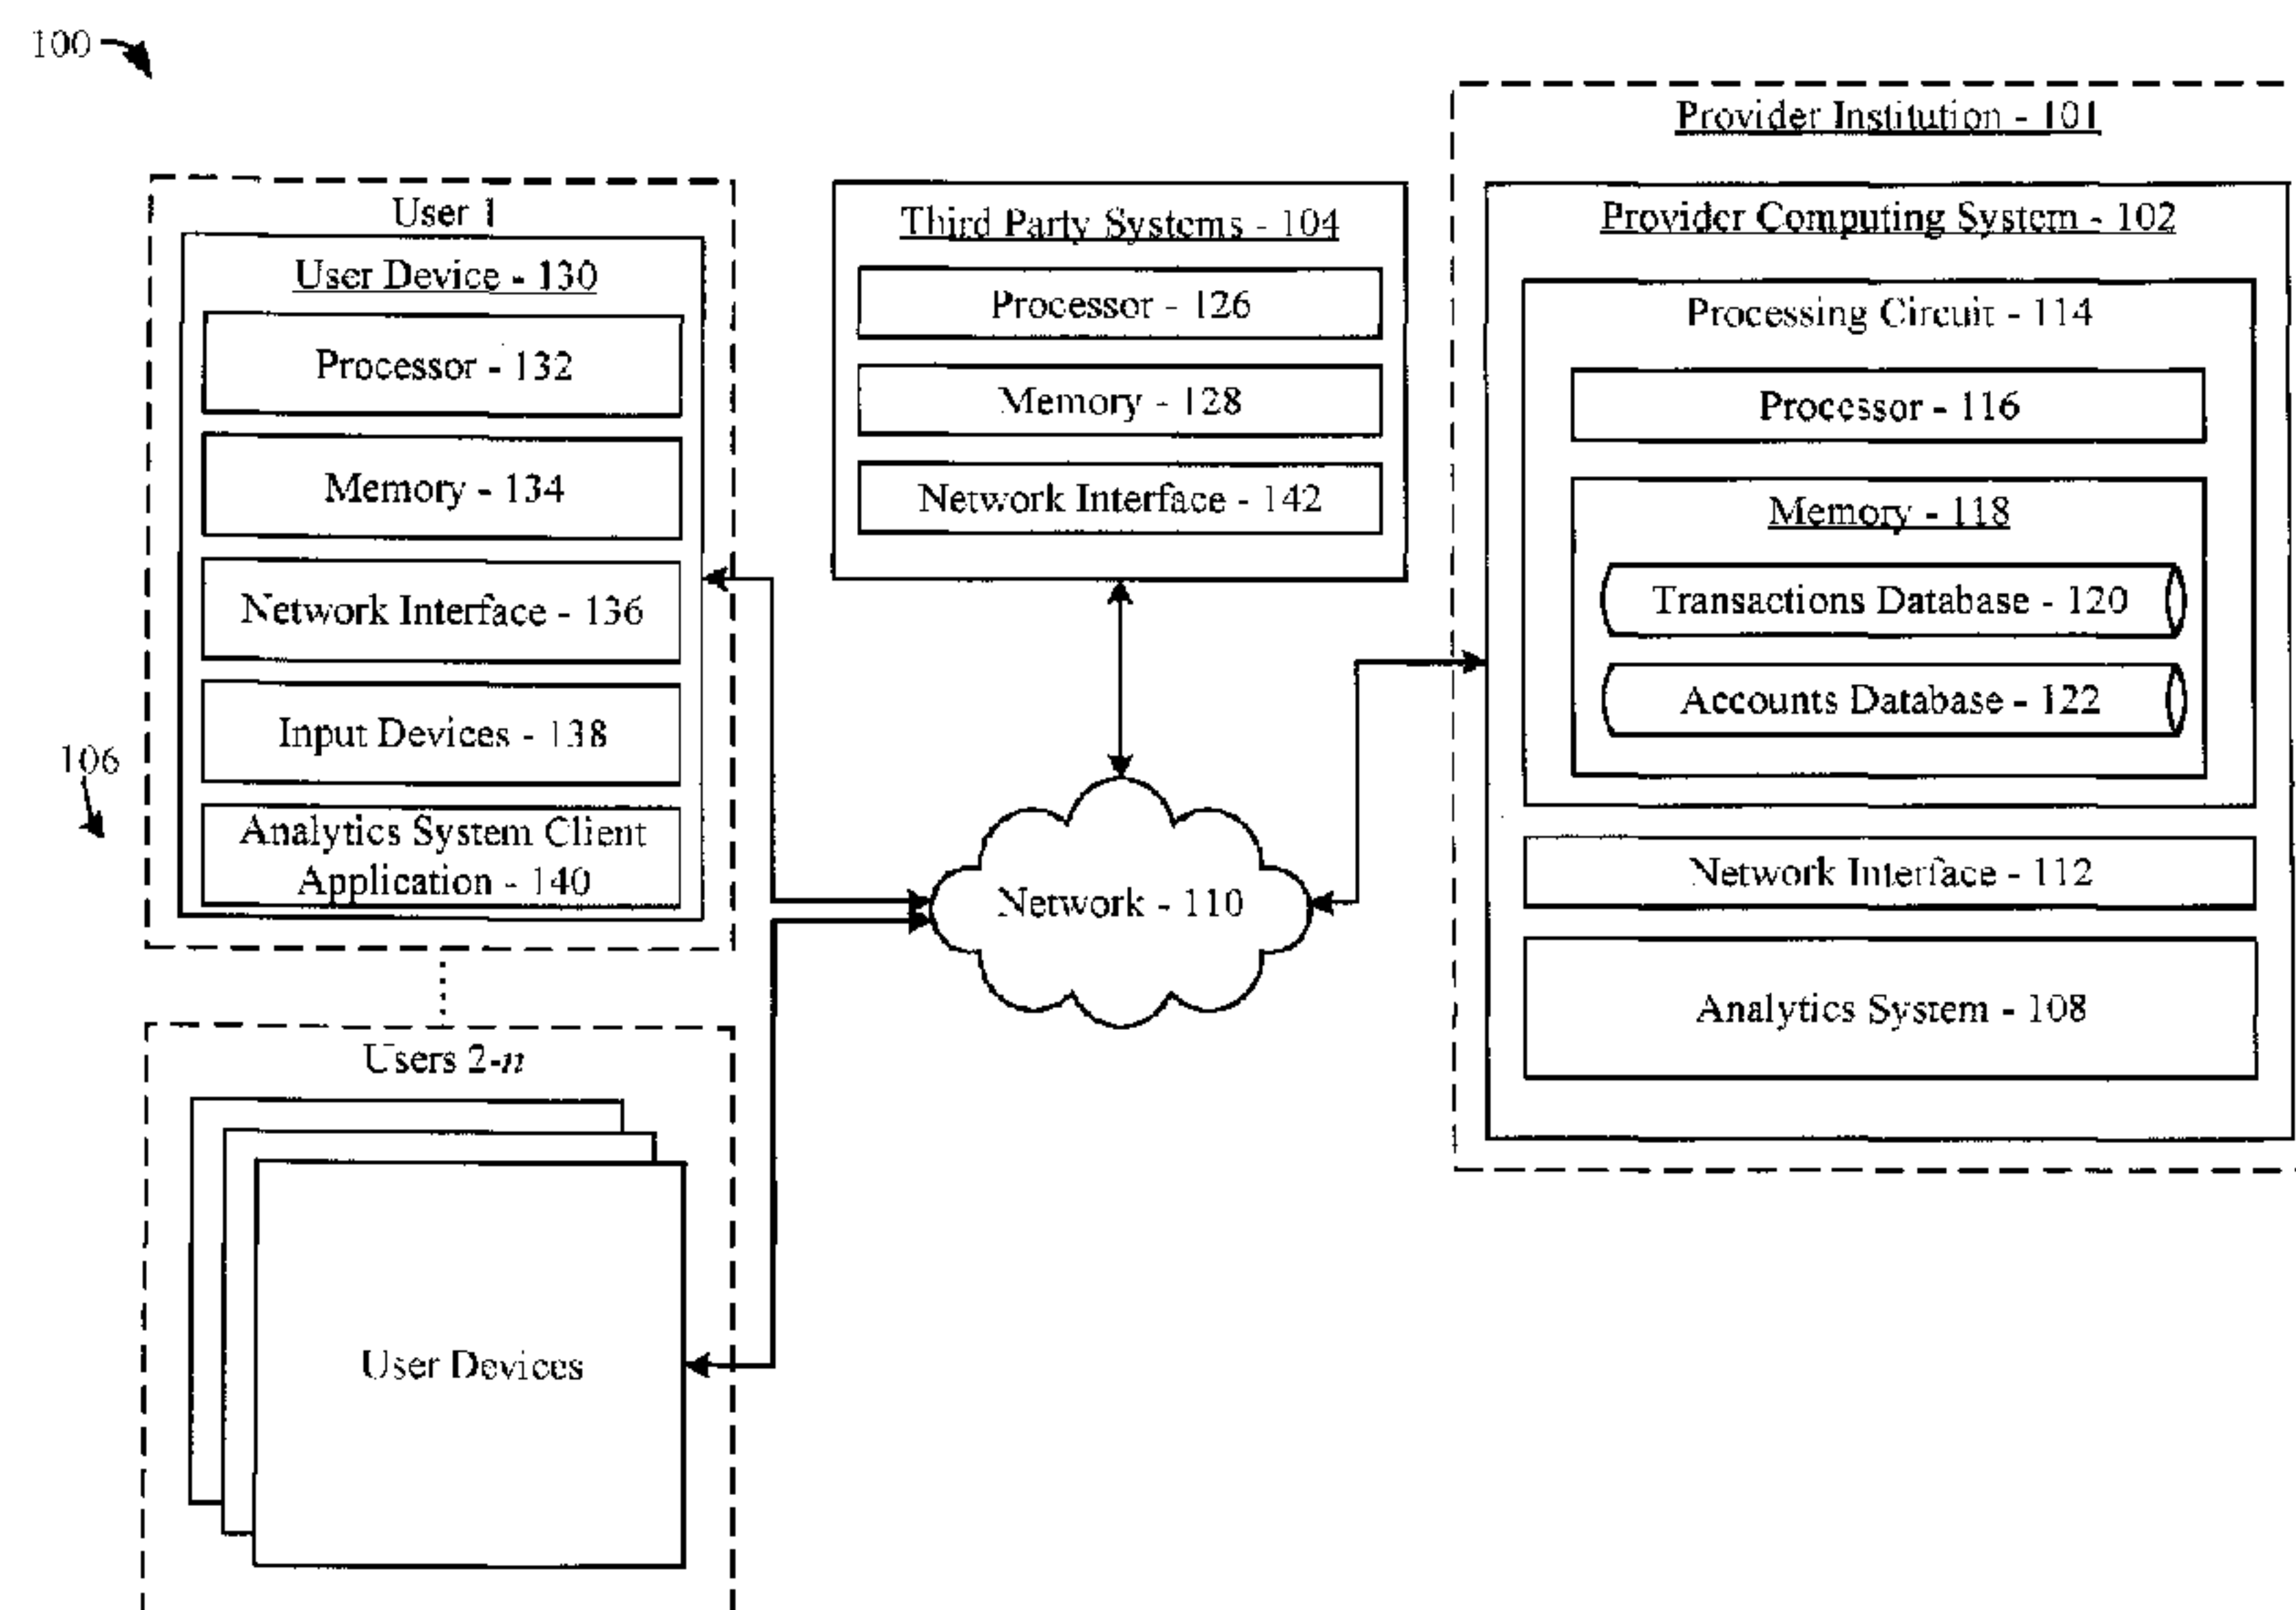 100
Provider Institution - 101
User 1
User Device - 130
Processor - 132
Memory - 134
Network Interface - 136
Input Devices - 138
Analytics System Client
Application - 140
106
Third Party Systems - 104
Processor - 126
Memory - 128
Network Interface - 142
Provider Computing System - 102
Processing Circuit - 114
Processor - 116
Memory - 118
Transactions Database - 120
Accounts Database - 122
Network Interface - 112
Analytics System - 108
Network - 110
Users 2-n
User Devices